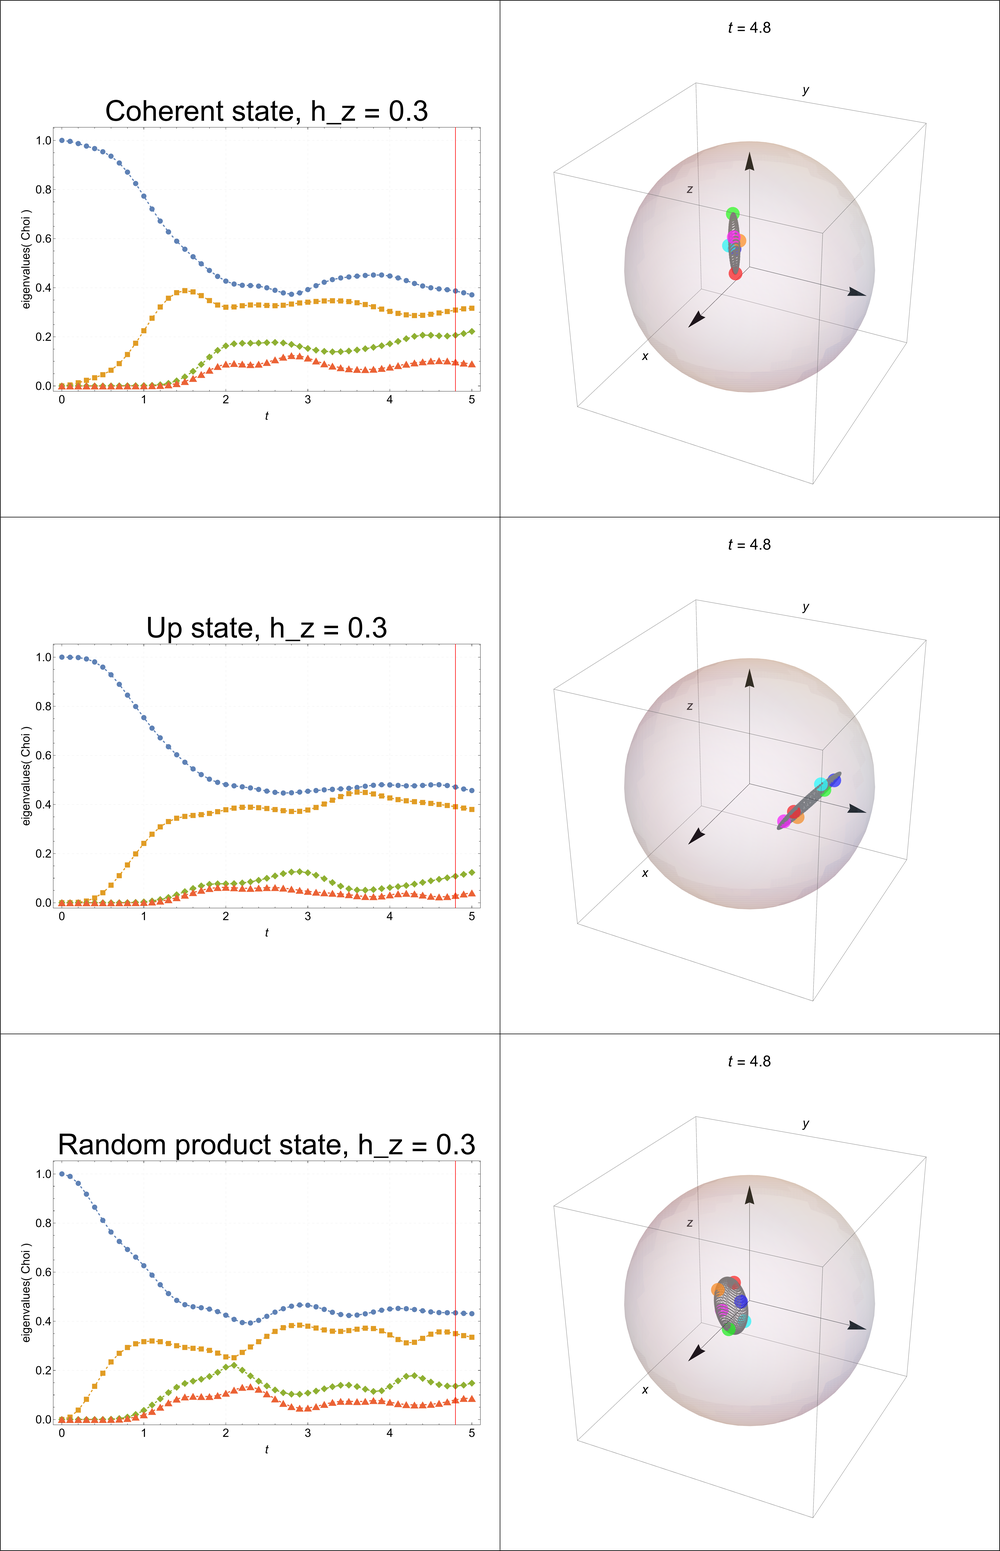 t = 4.8
Coherent state, h_z = 0.3
eigenvalues( Choi )
1.0
0.8
0.6
0.4
0.2
0.0
0 1 2 3 4 5
t
y
z
x
t = 4.8
Up state, h_z = 0.3
eigenvalues( Choi )
1.0
0.8
0.6
0.4
0.2
0.0
0 1 2 3 4 5
t
y
z
x
t = 4.8
Random product state, h_z = 0.3
eigenvalues( Choi )
1.0
0.8
0.6
0.4
0.2
0.0
0 1 2 3 4 5
t
y
z
x